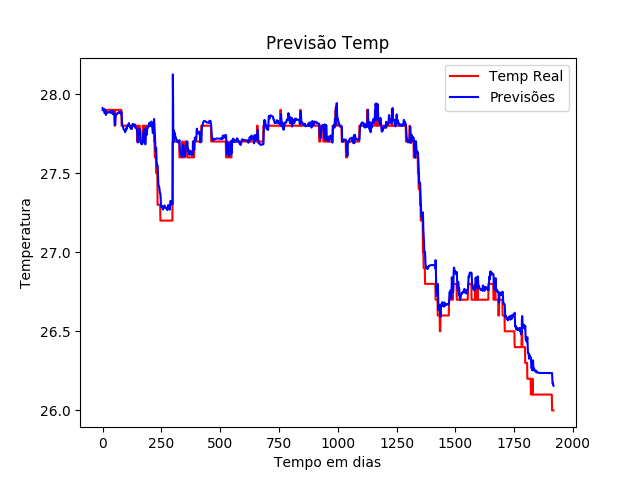 Previsão Temp
Temp Real
Previsões
28.0
27.5
27.0
26.5
26.0
Temperatura
0
250
500
750
1000
1250
1500
1750
2000
Tempo em dias